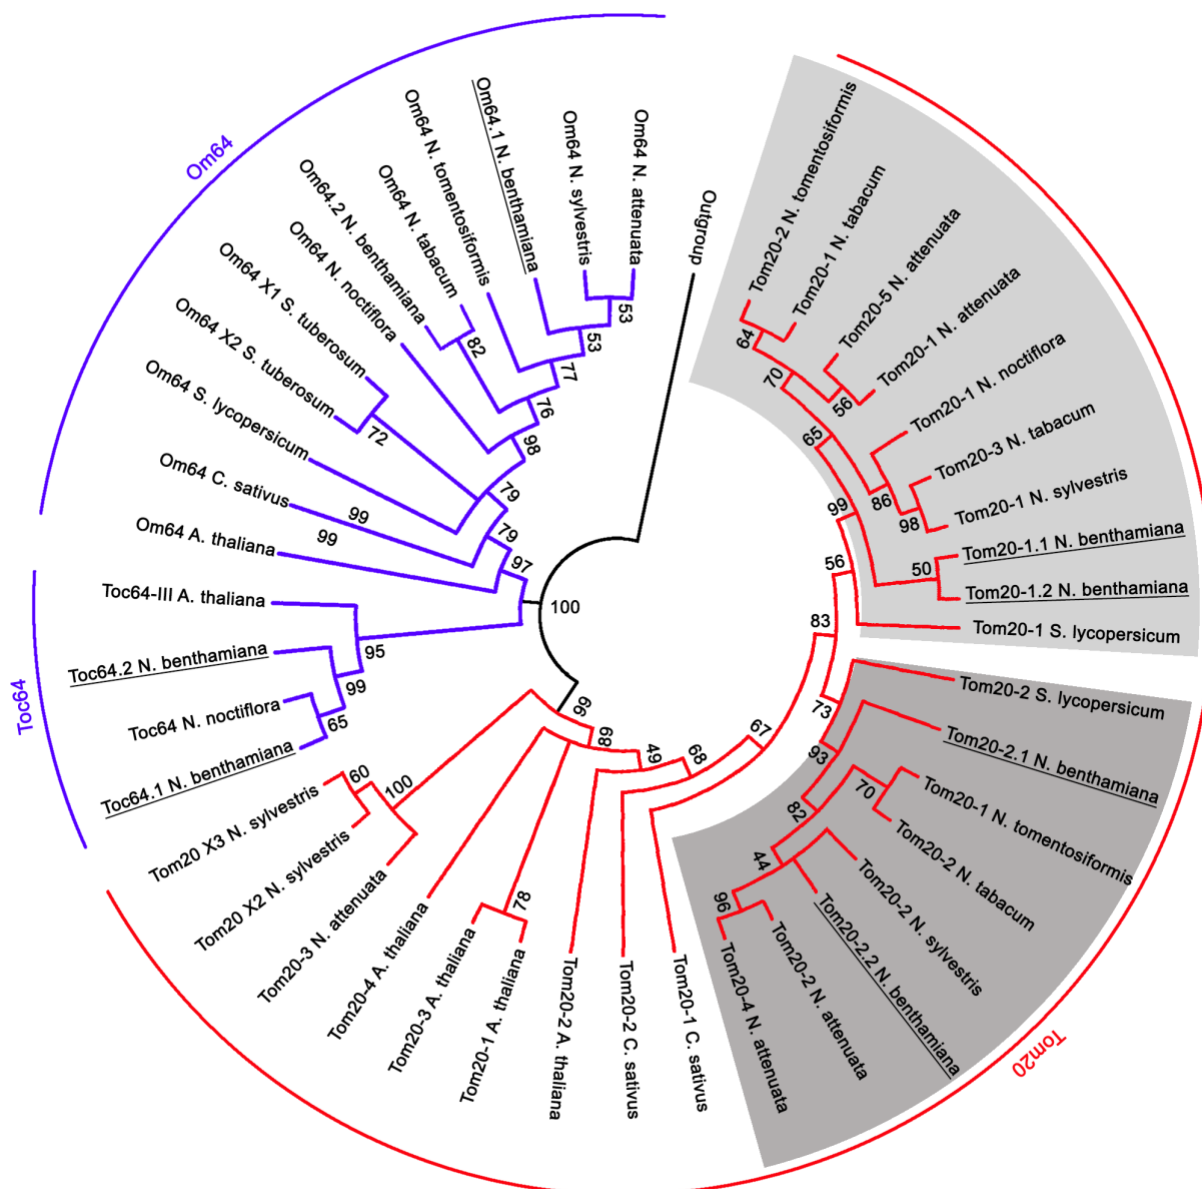 Om64
Om64 N. attenuata
Om64 N. sylvestris
Om64.1 N. benthamiana
Om64 N. tomentosiformis
Om64 N. tabacum
Om64.2 N. benthamiana
Om64 N. noctiflora
Om64 X1 S. tuberosum
Om64 X2 S. tuberosum
Om64 S. lycopersicum
Om64 C. sativus
Om64 A. thaliana
53
53
77
76
82
98
72
79
79
99
99
97
100
Toc64
Toc64-III A. thaliana
Toc64.2 N. benthamiana
Toc64 N. noctiflora
Toc64.1 N. benthamiana
95
99
65
Outgroup
Tom20
Tom20-2 N. tomentosiformis
Tom20-1 N. tabacum
Tom20-5 N. attenuata
Tom20-1 N. attenuata
Tom20-1 N. noctiflora
Tom20-3 N. tabacum
Tom20-1 N. sylvestris
Tom20-1.1 N. benthamiana
Tom20-1.2 N. benthamiana
Tom20-1 S. lycopersicum
64
70
56
65
86
98
99
50
56
83
Tom20-2 S. lycopersicum
Tom20-2.1 N. benthamiana
Tom20-1 N. tomentosiformis
Tom20-2 N. tabacum
Tom20-2 N. sylvestris
Tom20-2.2 N. benthamiana
Tom20-2 N. attenuata
Tom20-4 N. attenuata
73
93
70
82
44
96
Tom20-1 C. sativus
Tom20-2 C. sativus
Tom20-2 A. thaliana
Tom20-1 A. thaliana
Tom20-3 A. thaliana
Tom20-4 A. thaliana
Tom20-3 N. attenuata
Tom20 X2 N. sylvestris
Tom20 X3 N. sylvestris
67
68
49
68
99
78
100
60